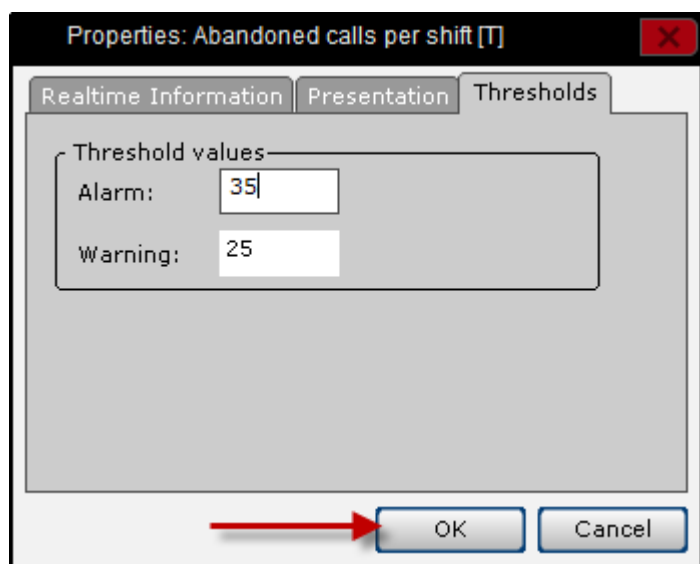 Properties: Abandoned calls per shift [T]
Realtime Information Presentation Thresholds
Threshold values
Alarm: 35
Warning: 25
OK Cancel